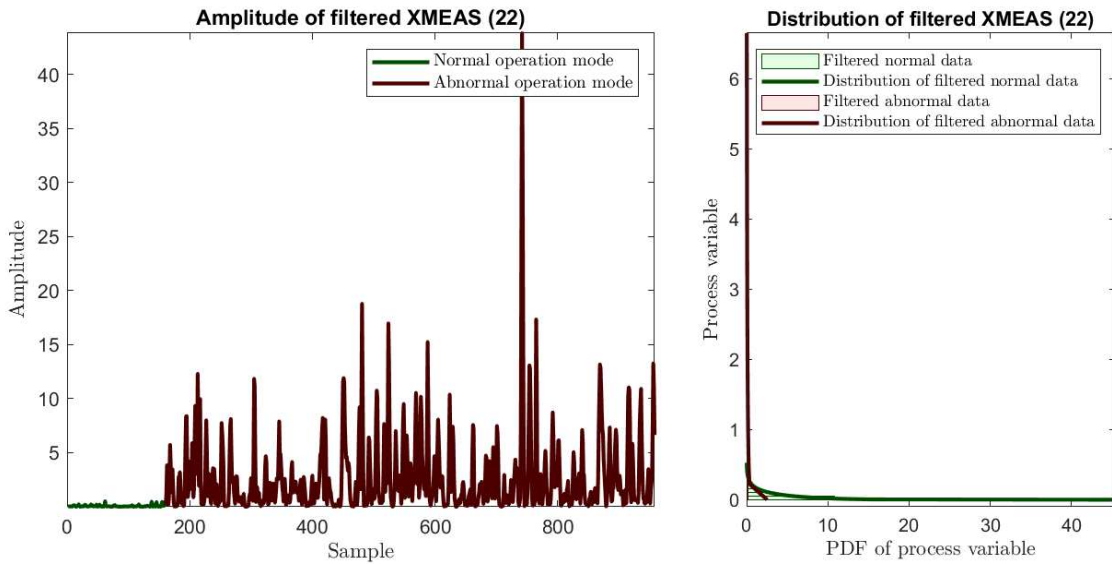 Amplitude of filtered XMEAS (22)
Normal operation mode
Abnormal operation mode
40
35
30
25
20
15
10
5
Amplitude
0
200
400
600
800
Sample
Distribution of filtered XMEAS (22)
Filtered normal data
Distribution of filtered normal data
Filtered abnormal data
Distribution of filtered abnormal data
6
5
4
3
2
1
0
Process variable
0
10
20
30
40
PDF of process variable